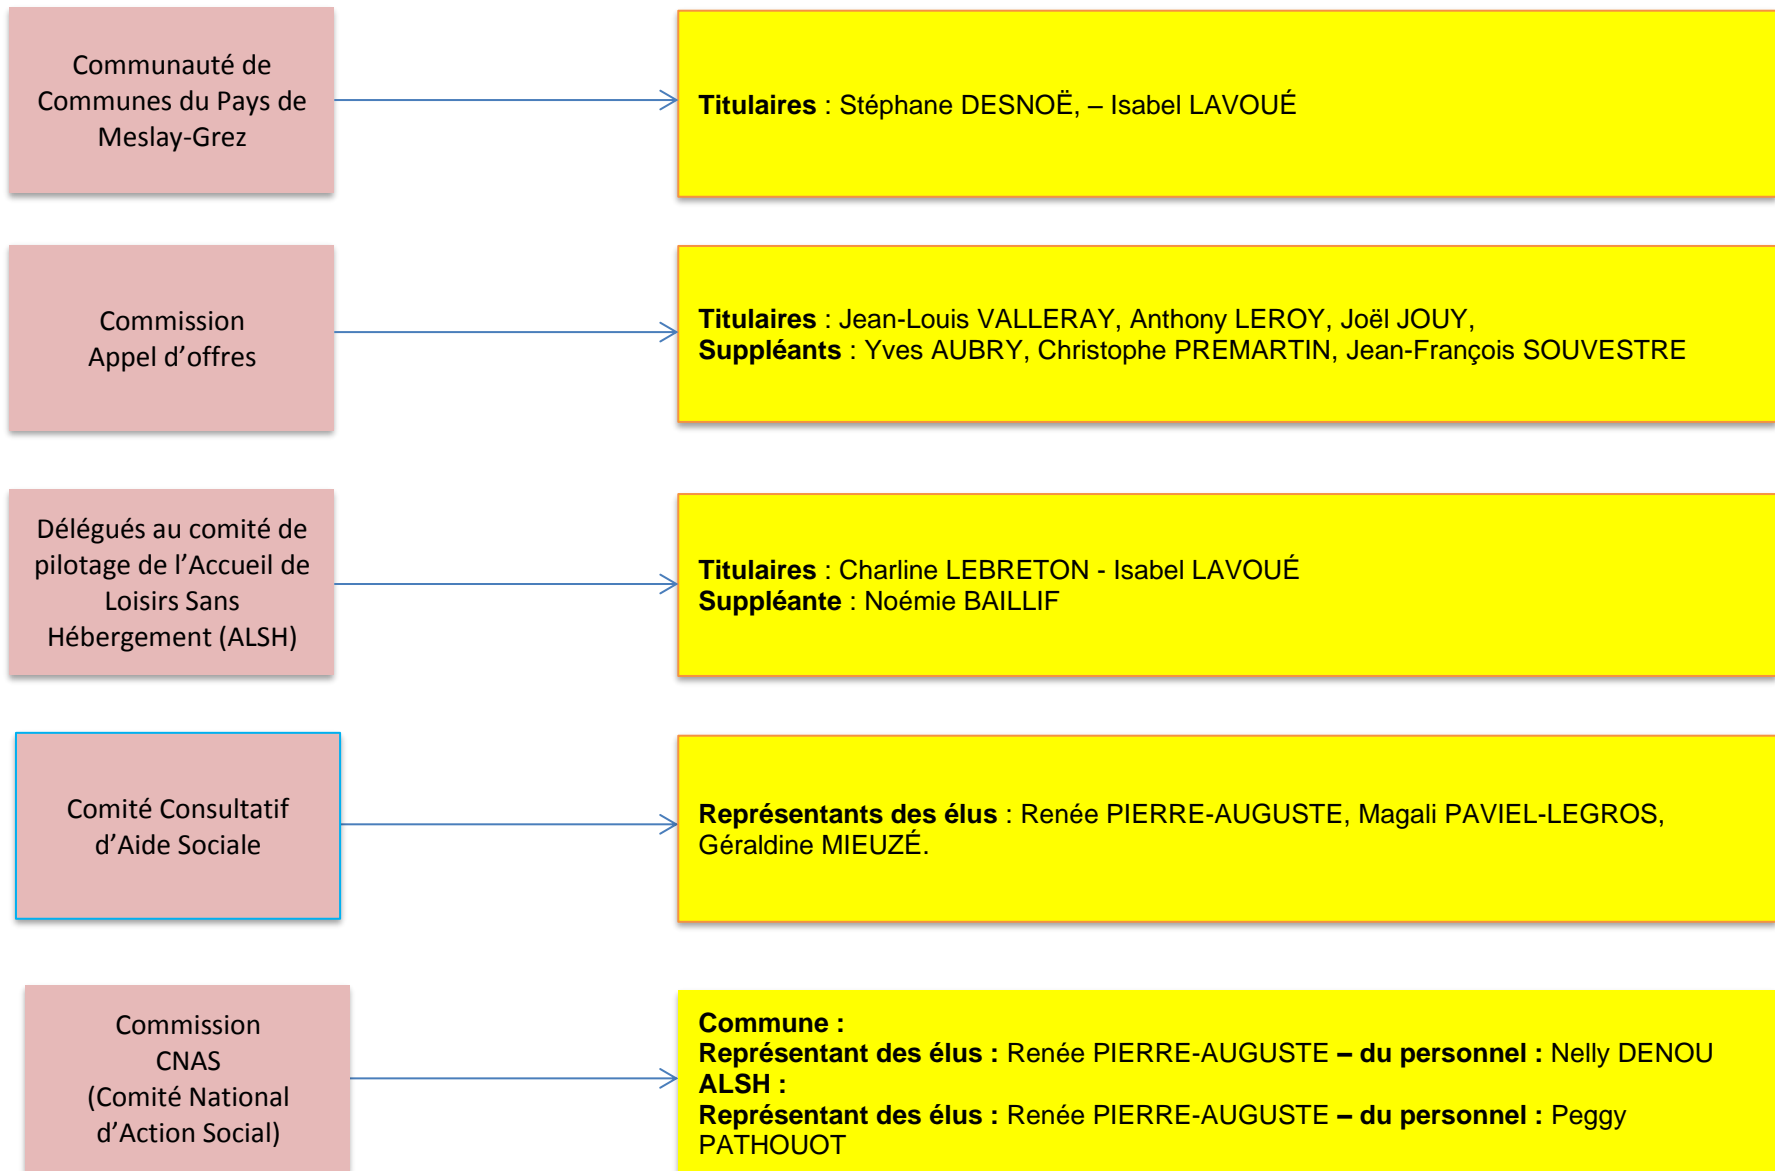 Communauté de
Communes du Pays de
Meslay-Grez
Titulaires : Stéphane DESNOË, – Isabel LAVOUÉ
Commission
Appel d’offres
Titulaires : Jean-Louis VALLERAY, Anthony LEROY, Joël JOUY,
Suppléants : Yves AUBRY, Christophe PREMARTIN, Jean-François SOUVESTRE
Délégués au comité de
pilotage de l’Accueil de
Loisirs Sans
Hébergement (ALSH)
Titulaires : Charline LEBRETON - Isabel LAVOUÉ
Suppléante : Noémie BAILLIF
Comité Consultatif
d’Aide Sociale
Représentants des élus : Renée PIERRE-AUGUSTE, Magali PAVIEL-LEGROS,
Géraldine MIEUZÉ.
Commission
CNAS
(Comité National
d’Action Social)
Commune :
Représentant des élus : Renée PIERRE-AUGUSTE – du personnel : Nelly DENOU
ALSH :
Représentant des élus : Renée PIERRE-AUGUSTE – du personnel : Peggy
PATHOUOT